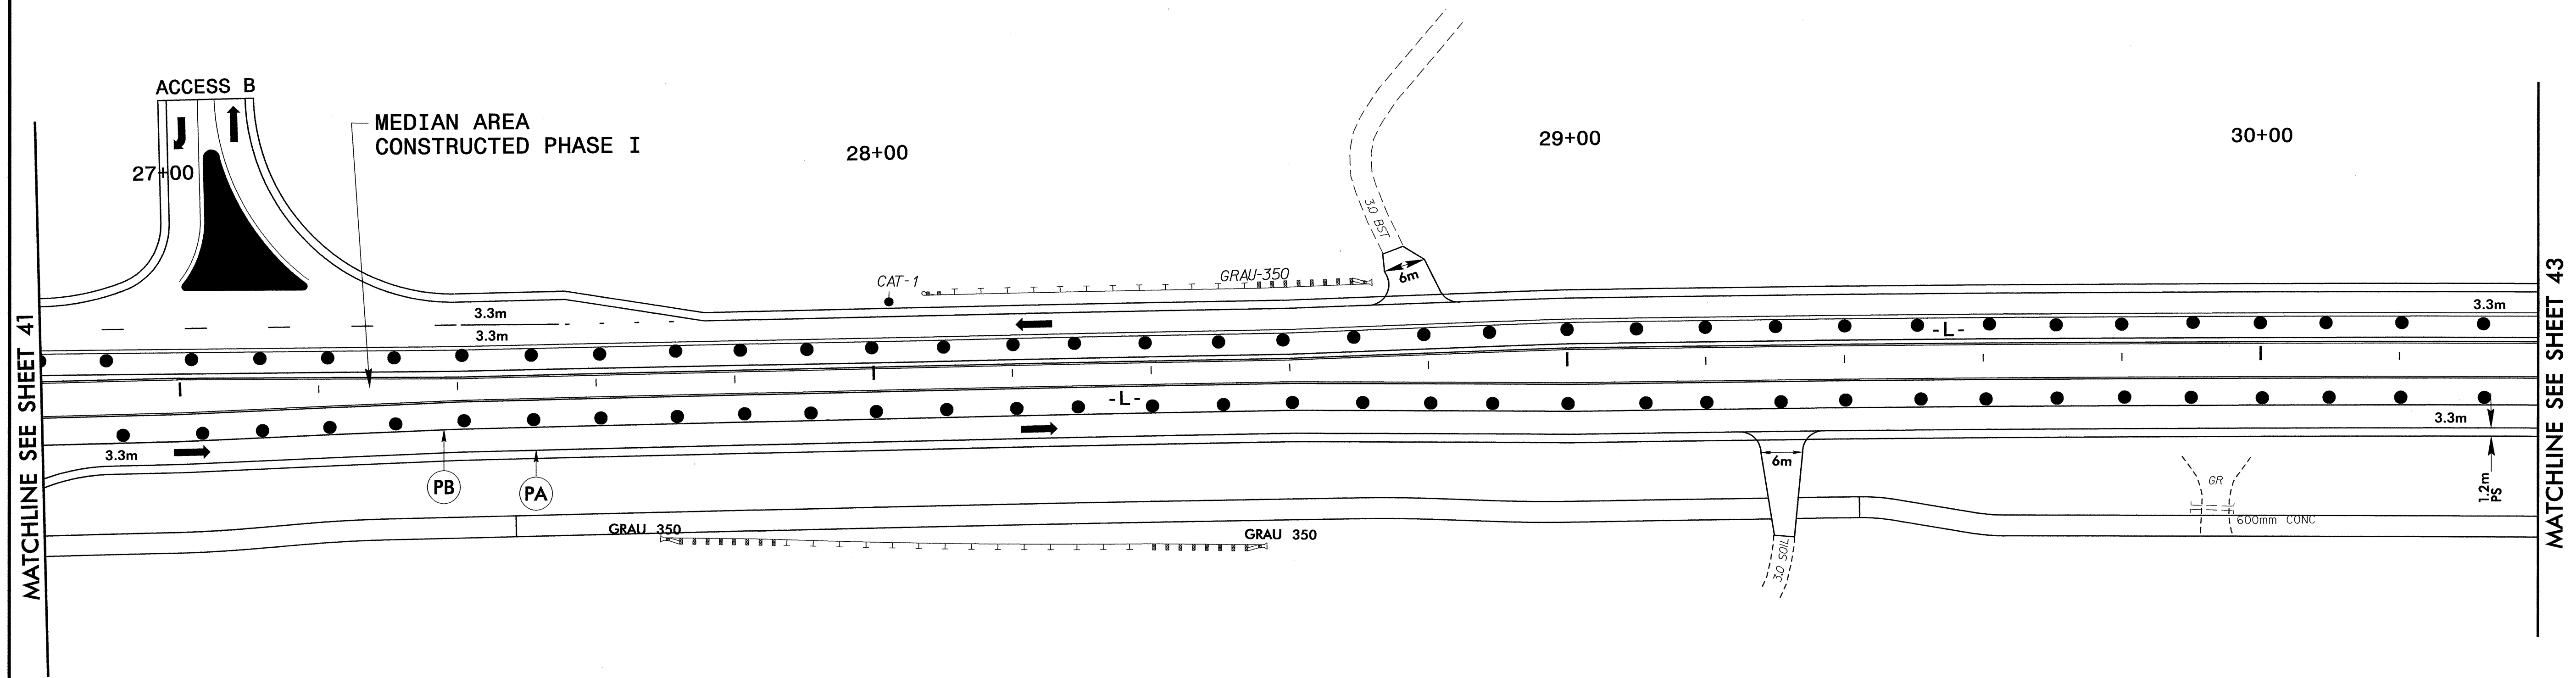 ACCESS B
MEDIAN AREA
CONSTRUCTED PHASE I
27+00
28+00
29+00
30+00
3.0 BST
6m
CAT-1
GRAU-350
3.3m
3.3m
3.3m
-L-
-L-
3.3m
3.3m
PB
PA
6m
1.2m
PS
GR
600mm CONC
GRAU 350
GRAU 350
3.0 SOIL
MATCHLINE SEE SHEET 41
MATCHLINE SEE SHEET 43